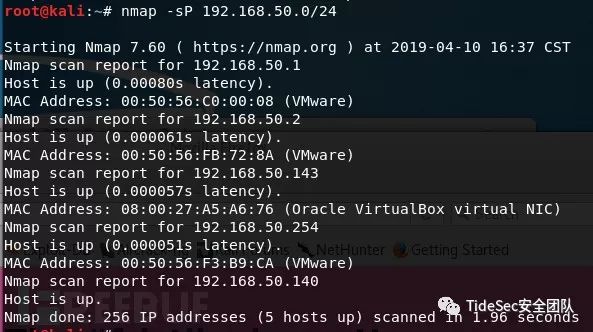 root@kali:~# nmap -sP 192.168.50.0/24
Starting Nmap 7.60 ( https://nmap.org ) at 2019-04-10 16:37 CST
Nmap scan report for 192.168.50.1
Host is up (0.00080s latency).
MAC Address: 00:50:56:C0:00:08 (VMware)
Nmap scan report for 192.168.50.2
Host is up (0.000061s latency).
MAC Address: 00:50:56:FB:72:8A (VMware)
Nmap scan report for 192.168.50.143
Host is up (0.000057s latency).
MAC Address: 08:00:27:A5:A6:76 (Oracle VirtualBox virtual NIC)
Nmap scan report for 192.168.50.254
Host is up (0.000051s latency).
NetHunter Getting Started
MAC Address: 00:50:56:F3:B9:CA (VMware)
Nmap scan report for 192.168.50.140
Host is up.
Nmap done: 256 IP addresses (5 hosts up) scanned in 1.96 seconds
TideSec安全团队
root@kali:~#